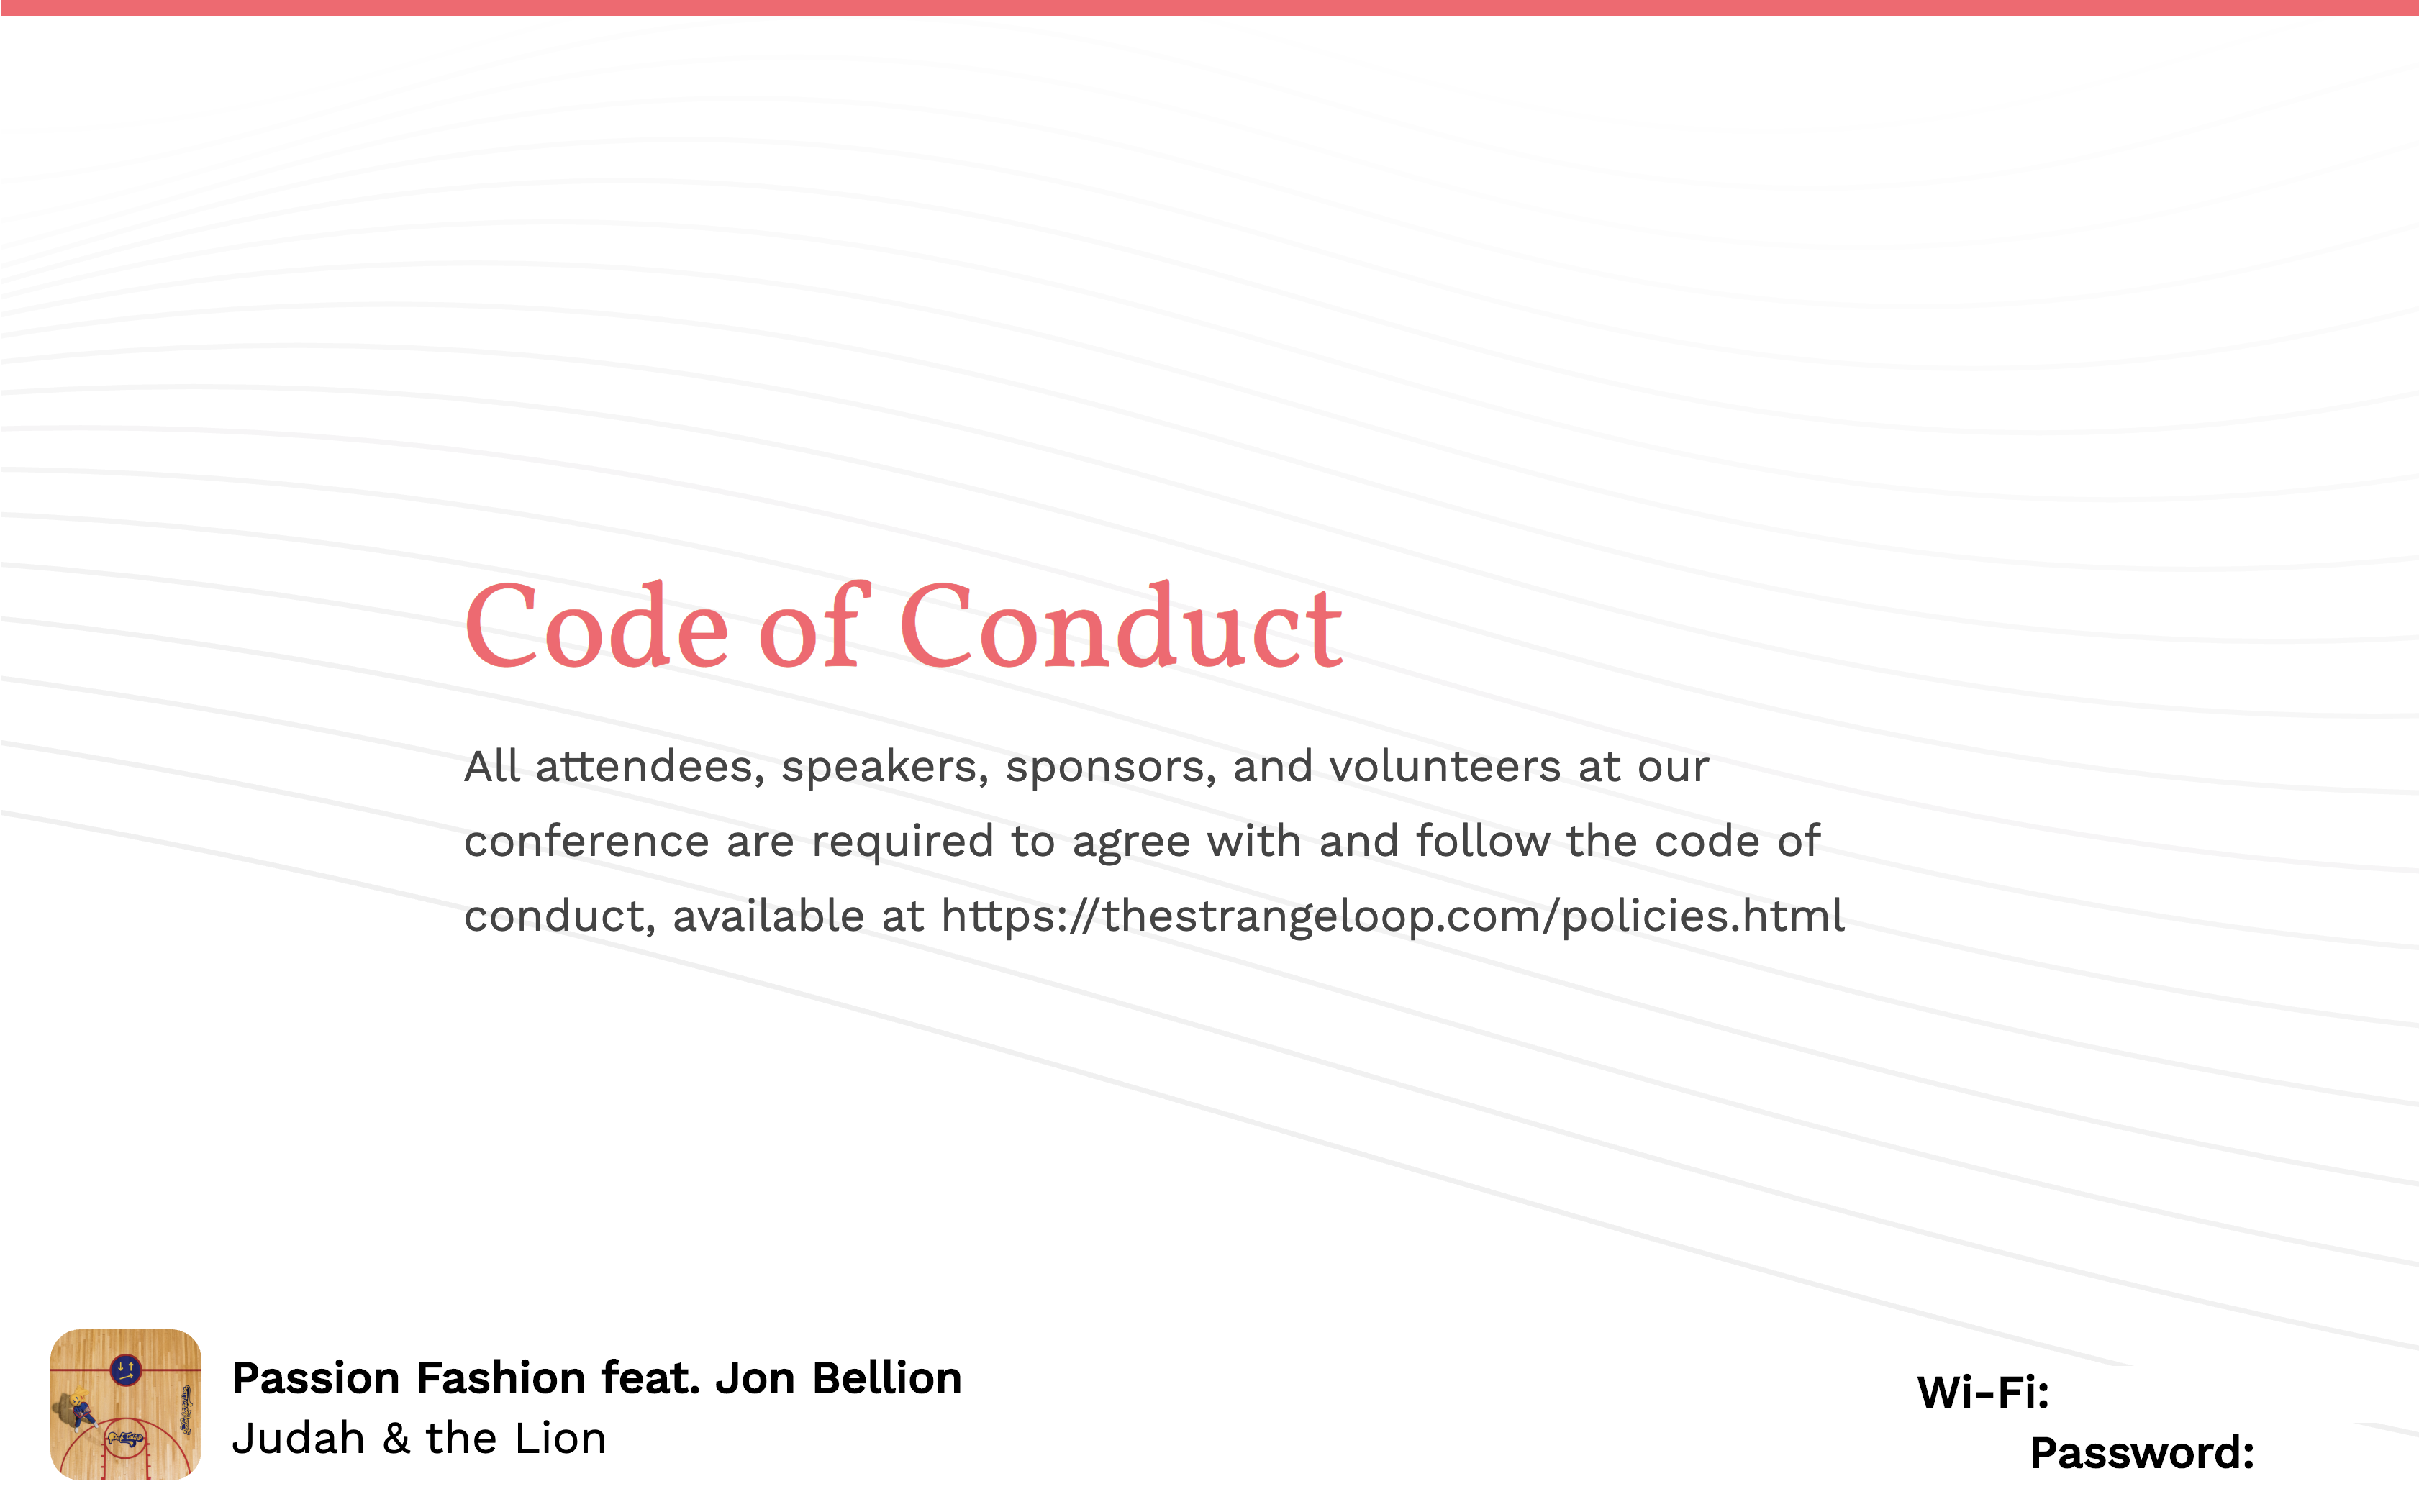 Code of Conduct
All attendees, speakers, sponsors, and volunteers at our
conference are required to agree with and follow the code of
conduct, available at https://thestrangeloop.com/policies.html
Passion Fashion feat. Jon Bellion
Judah & the Lion
Wi-Fi:
Password: